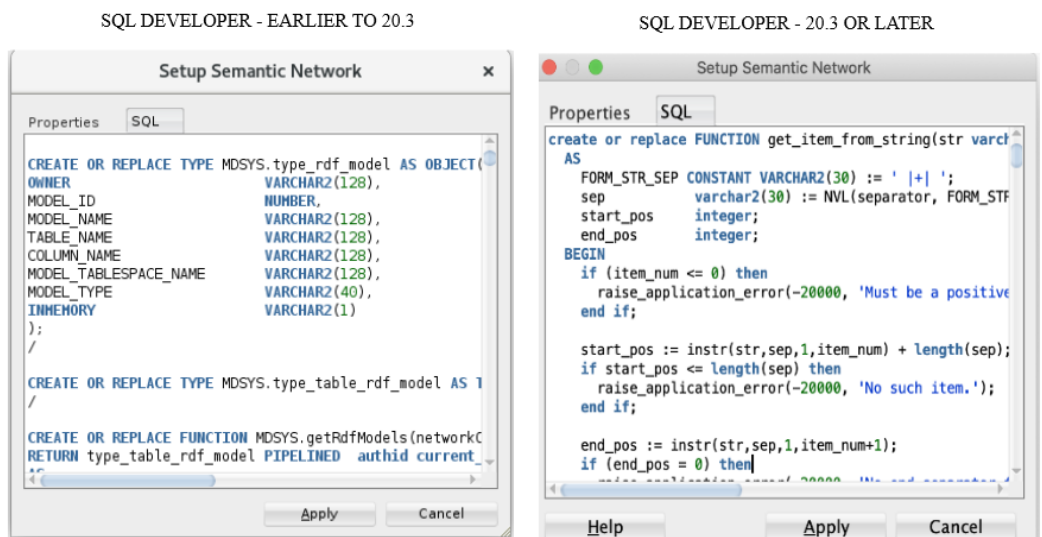 SQL DEVELOPER - EARLIER TO 20.3
Setup Semantic Network
Properties SQL
CREATE OR REPLACE TYPE MDSYS.type_rdf_model AS OBJECT(
OWNER VARCHAR2(128),
MODEL_ID NUMBER,
MODEL_NAME VARCHAR2(128),
TABLE_NAME VARCHAR2(128),
COLUMN_NAME VARCHAR2(128),
MODEL_TABLESPACE_NAME VARCHAR2(128),
MODEL_TYPE VARCHAR2(40),
INMEMORY VARCHAR2(1)
);
/
CREATE OR REPLACE TYPE MDSYS.type_table_rdf_model AS
/
CREATE OR REPLACE FUNCTION MDSYS.getRdfModels(network
RETURN type_table_rdf_model PIPELINED authid current_
Apply Cancel
SQL DEVELOPER - 20.3 OR LATER
Setup Semantic Network
Properties SQL
create or replace FUNCTION get_item_from_string(str varch
AS
FORM_STR_SEP CONSTANT VARCHAR2(30) := ' |+| ';
sep varchar2(30) := NVL(separator, FORM_STR
start_pos integer;
end_pos integer;
BEGIN
if (item_num <= 0) then
raise_application_error(-20000, 'Must be a positive
end if;
start_pos := instr(str,sep,1,item_num) + length(sep);
if start_pos <= length(sep) then
raise_application_error(-20000, 'No such item.');
end if;
end_pos := instr(str,sep,1,item_num+1);
if (end_pos = 0) then
Help Apply Cancel